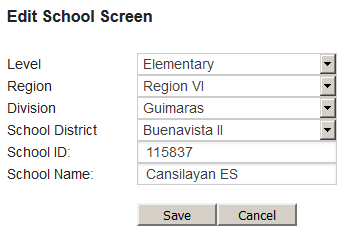 Edit School Screen
Level Elementary
Region Region VI
Division Guimaras
School District Buenavista II
School ID: 115837
School Name: Cansilayan ES
Save Cancel